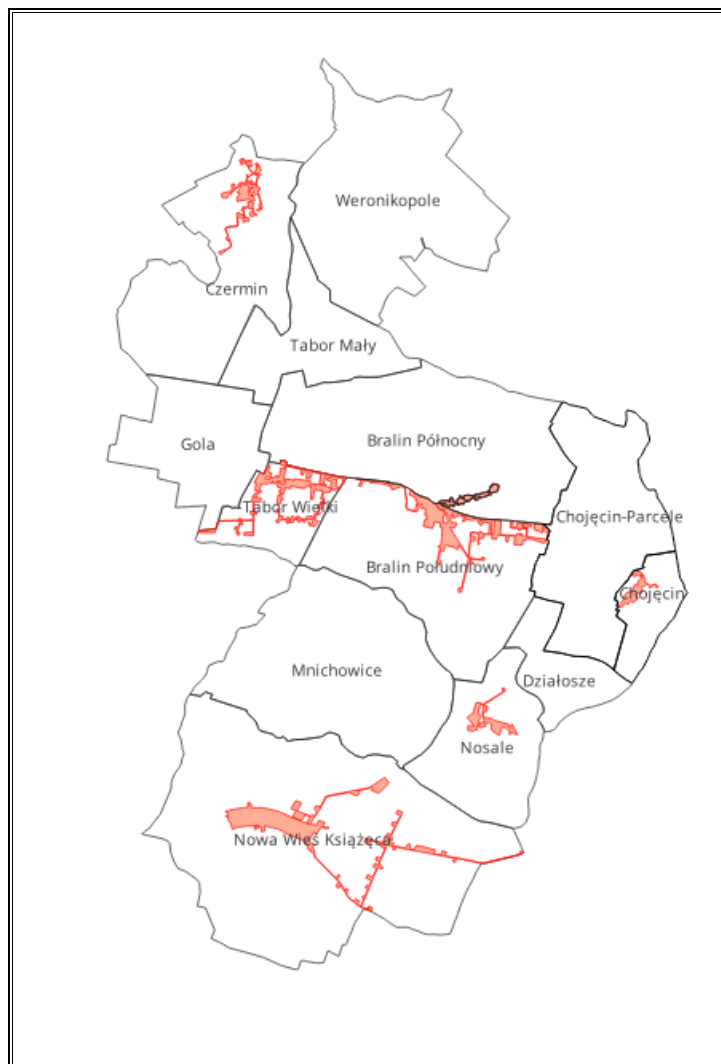 Weronikopole
Czermin
Tabor Mały
Gola
Bralin Północny
Tabor Wielki
Chojęcin-Parcele
Bralin Południowy
Chojęcin
Mnichowice
Działosze
Nosale
Nowa Wieś Książęca